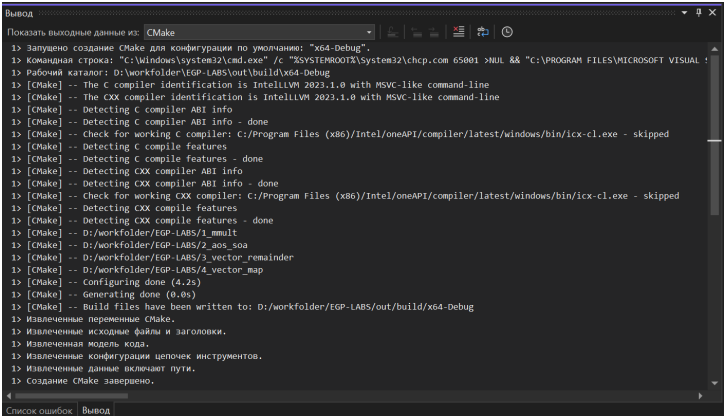 Вывод
Показать выходные данные из: CMake
1> Запущено создание CMake для конфигурации по умолчанию: "x64-Debug".
1> Командная строка: "C:\Windows\system32\cmd.exe" /c "%SYSTEMROOT%\System32\chcp.com 65001 >NUL && "C:\PROGRAM FILES\MICROSOFT VISUAL
1> Рабочий каталог: D:\workfolder\EGP-LABS\out\build\x64-Debug
1> [CMake] -- The C compiler identification is IntelLLVM 2023.1.0 with MSVC-like command-line
1> [CMake] -- The CXX compiler identification is IntelLLVM 2023.1.0 with MSVC-like command-line
1> [CMake] -- Detecting C compiler ABI info
1> [CMake] -- Detecting C compiler ABI info - done
1> [CMake] -- Check for working C compiler: C:/Program Files (x86)/Intel/oneAPI/compiler/latest/windows/bin/icx-cl.exe - skipped
1> [CMake] -- Detecting C compile features
1> [CMake] -- Detecting C compile features - done
1> [CMake] -- Detecting CXX compiler ABI info
1> [CMake] -- Detecting CXX compiler ABI info - done
1> [CMake] -- Check for working CXX compiler: C:/Program Files (x86)/Intel/oneAPI/compiler/latest/windows/bin/icx-cl.exe - skipped
1> [CMake] -- Detecting CXX compile features
1> [CMake] -- Detecting CXX compile features - done
1> [CMake] -- D:/workfolder/EGP-LABS/1_mmult
1> [CMake] -- D:/workfolder/EGP-LABS/2_aos_soa
1> [CMake] -- D:/workfolder/EGP-LABS/3_vector_remainder
1> [CMake] -- D:/workfolder/EGP-LABS/4_vector_map
1> [CMake] -- Configuring done (4.2s)
1> [CMake] -- Generating done (0.0s)
1> [CMake] -- Build files have been written to: D:/workfolder/EGP-LABS/out/build/x64-Debug
1> Извлеченные переменные CMake.
1> Извлеченные исходные файлы и заголовки.
1> Извлеченная модель кода.
1> Извлеченные конфигурации цепочек инструментов.
1> Извлеченные данные включают пути.
1> Создание CMake завершено.
Список ошибок Вывод